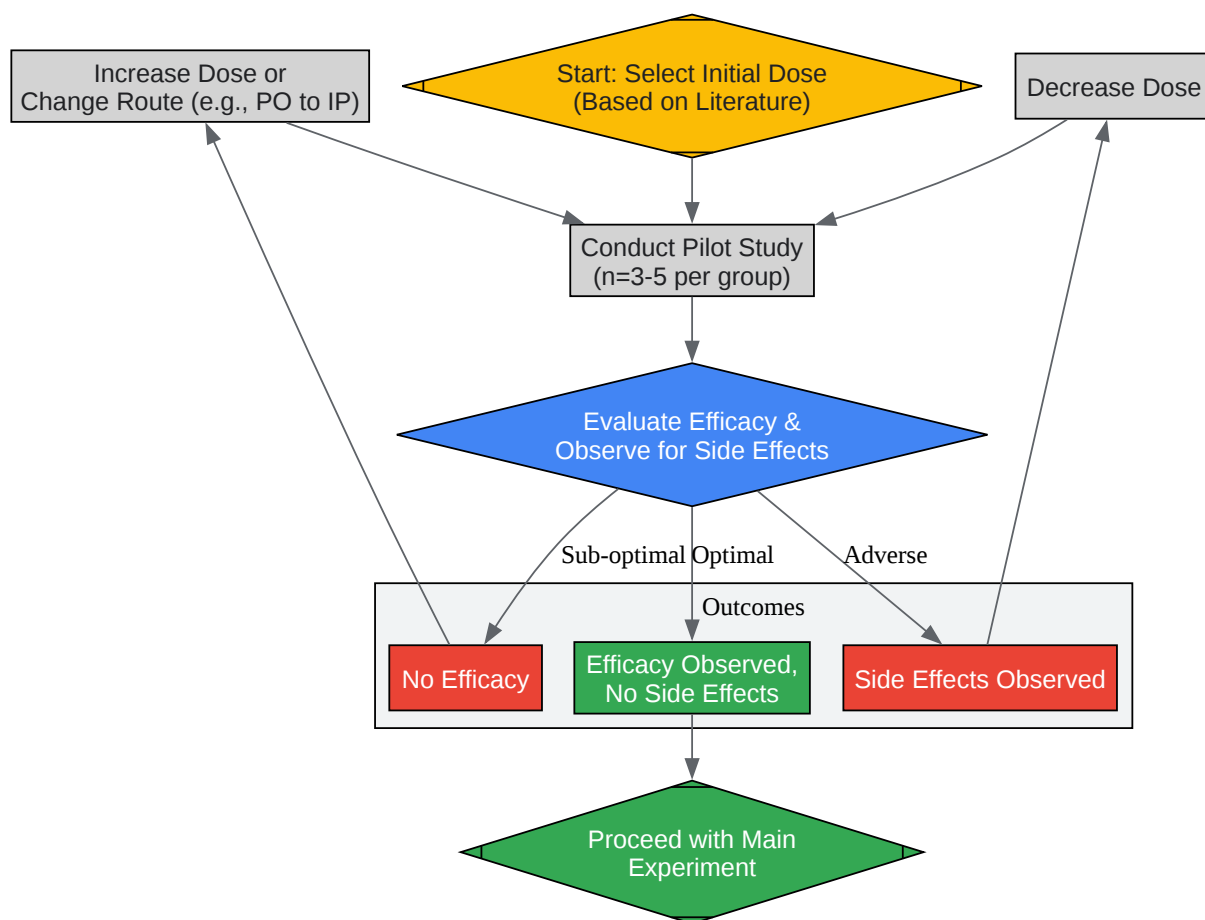 Increase Dose or
Change Route (e.g., PO to IP)
Start: Select Initial Dose
(Based on Literature)
Decrease Dose
Conduct Pilot Study
(n=3-5 per group)
Evaluate Efficacy &
Observe for Side Effects
Sub-optimal
Optimal
Adverse
Outcomes
No Efficacy
Efficacy Observed,
No Side Effects
Side Effects Observed
Proceed with Main
Experiment